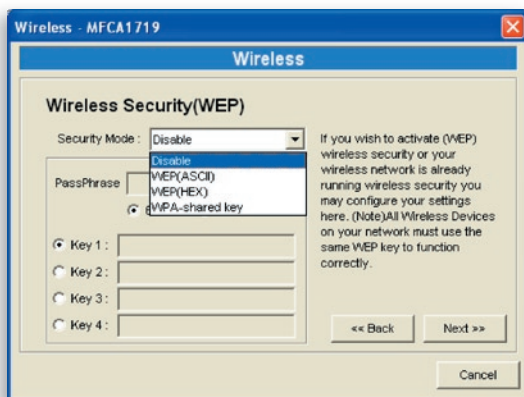 Wireless - MFCA1719
Wireless
Wireless Security(WEP)
Security Mode : Disable
Disable
WEP(ASCII)
WEP(HEX)
WPA-shared key
PassPhrase
Key 1 :
Key 2 :
Key 3 :
Key 4 :
If you wish to activate (WEP)
wireless security or your
wireless network is already
running wireless security you
may configure your settings
here. (Note)All Wireless Devices
on your network must use the
same WEP key to function
correctly.
<< Back
Next >>
Cancel